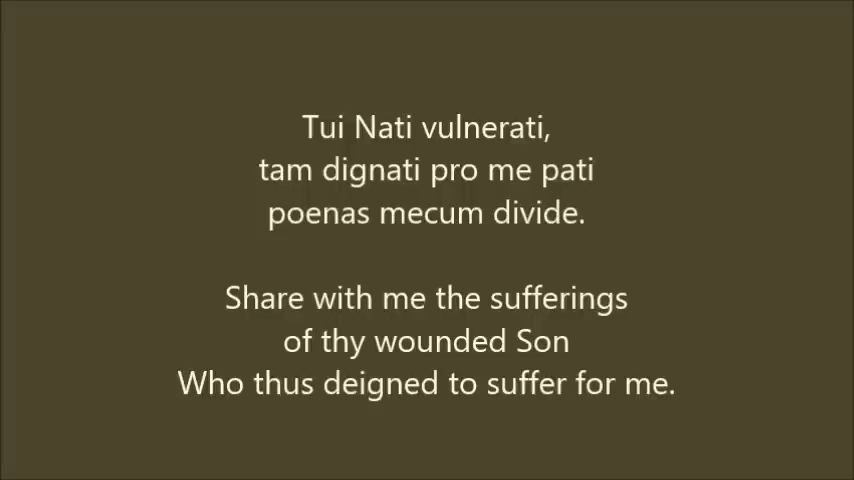 Tui Nati vulnerati,
tam dignati pro me pati
poenas mecum divide.
Share with me the sufferings
of thy wounded Son
Who thus deigned to suffer for me.